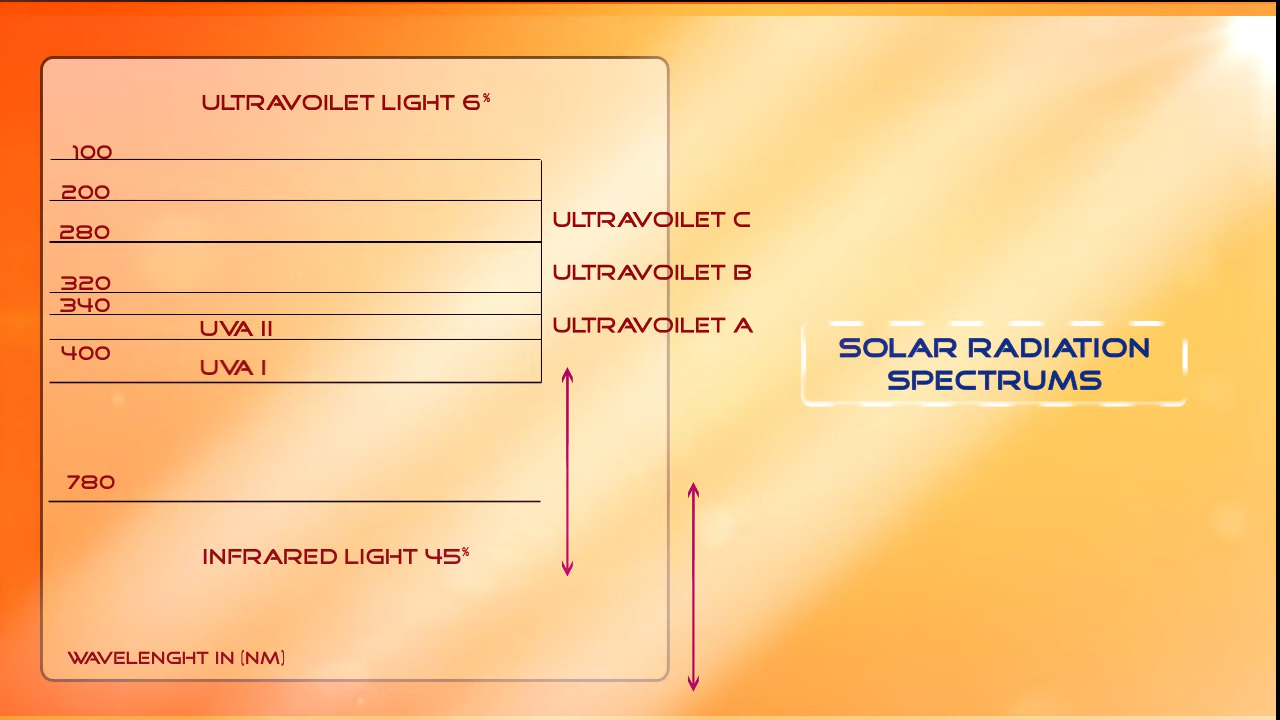 ULTRAVOILET LIGHT 6%
100
200
ULTRAVOILET C
280
ULTRAVOILET B
320
340
UVA II
ULTRAVOILET A
400
UVA I
SOLAR RADIATION
SPECTRUMS
780
INFRARED LIGHT 45%
WAVELENGHT IN (NM)